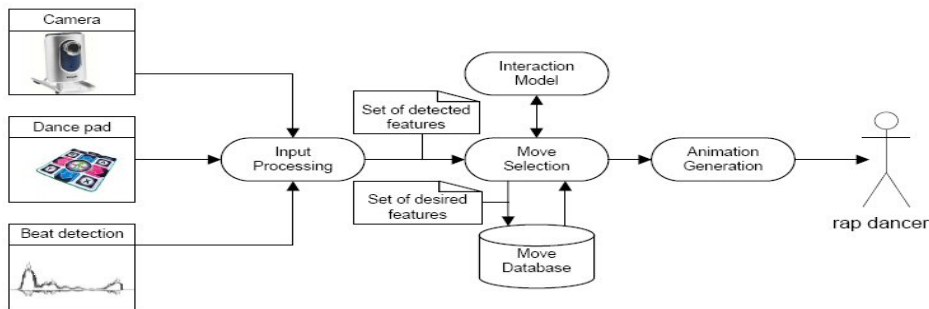 Camera
Dance pad
Beat detection
Input
Processing
Set of detected
features
Interaction
Model
Move
Selection
Set of desired
features
Move
Database
Animation
Generation
rap dancer